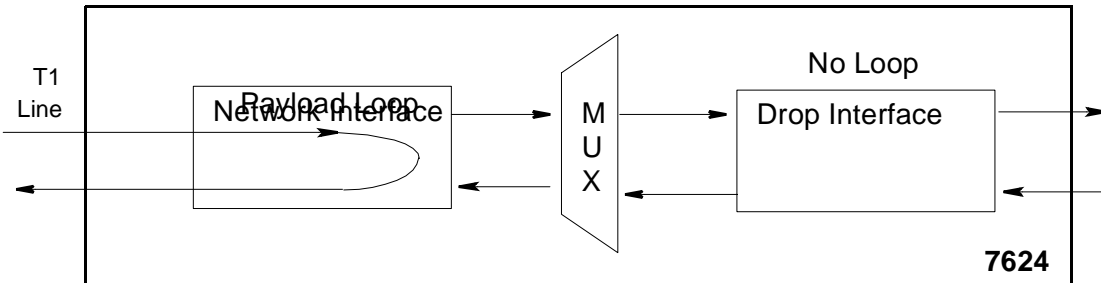 No Loop
T1
Line
Payload Loop
Network Interface
M
U
X
Drop Interface
7624